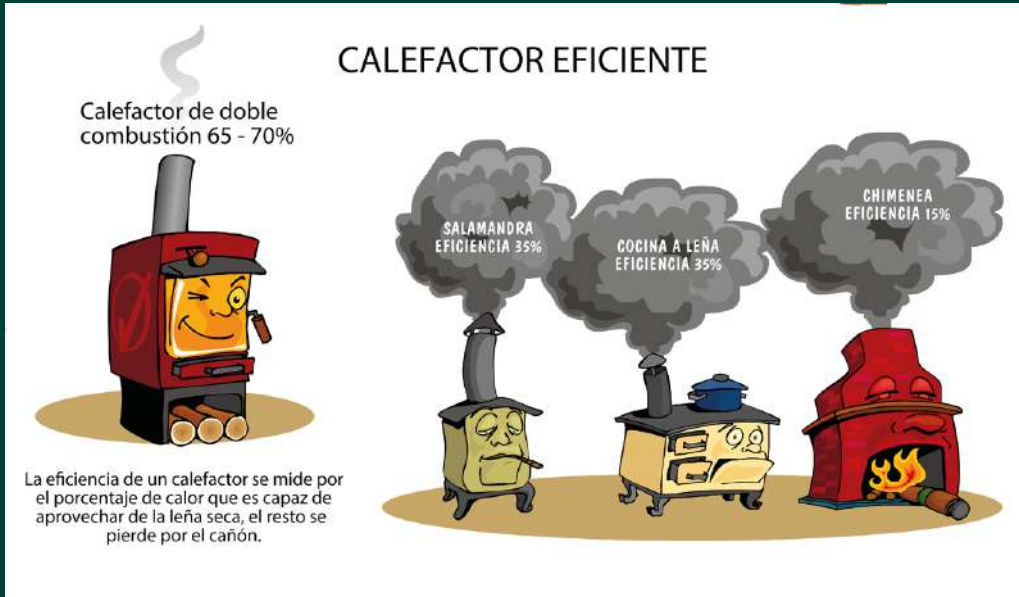 CALEFACTOR EFICIENTE
Calefactor de doble
combustión 65 - 70%
SALAMANDRA
EFICIENCIA 35%
COCINA A LEÑA
EFICIENCIA 35%
CHIMENEA
EFICIENCIA 15%
La eficiencia de un calefactor se mide por
el porcentaje de calor que es capaz de
aprovechar de la leña seca, el resto se
pierde por el cañón.